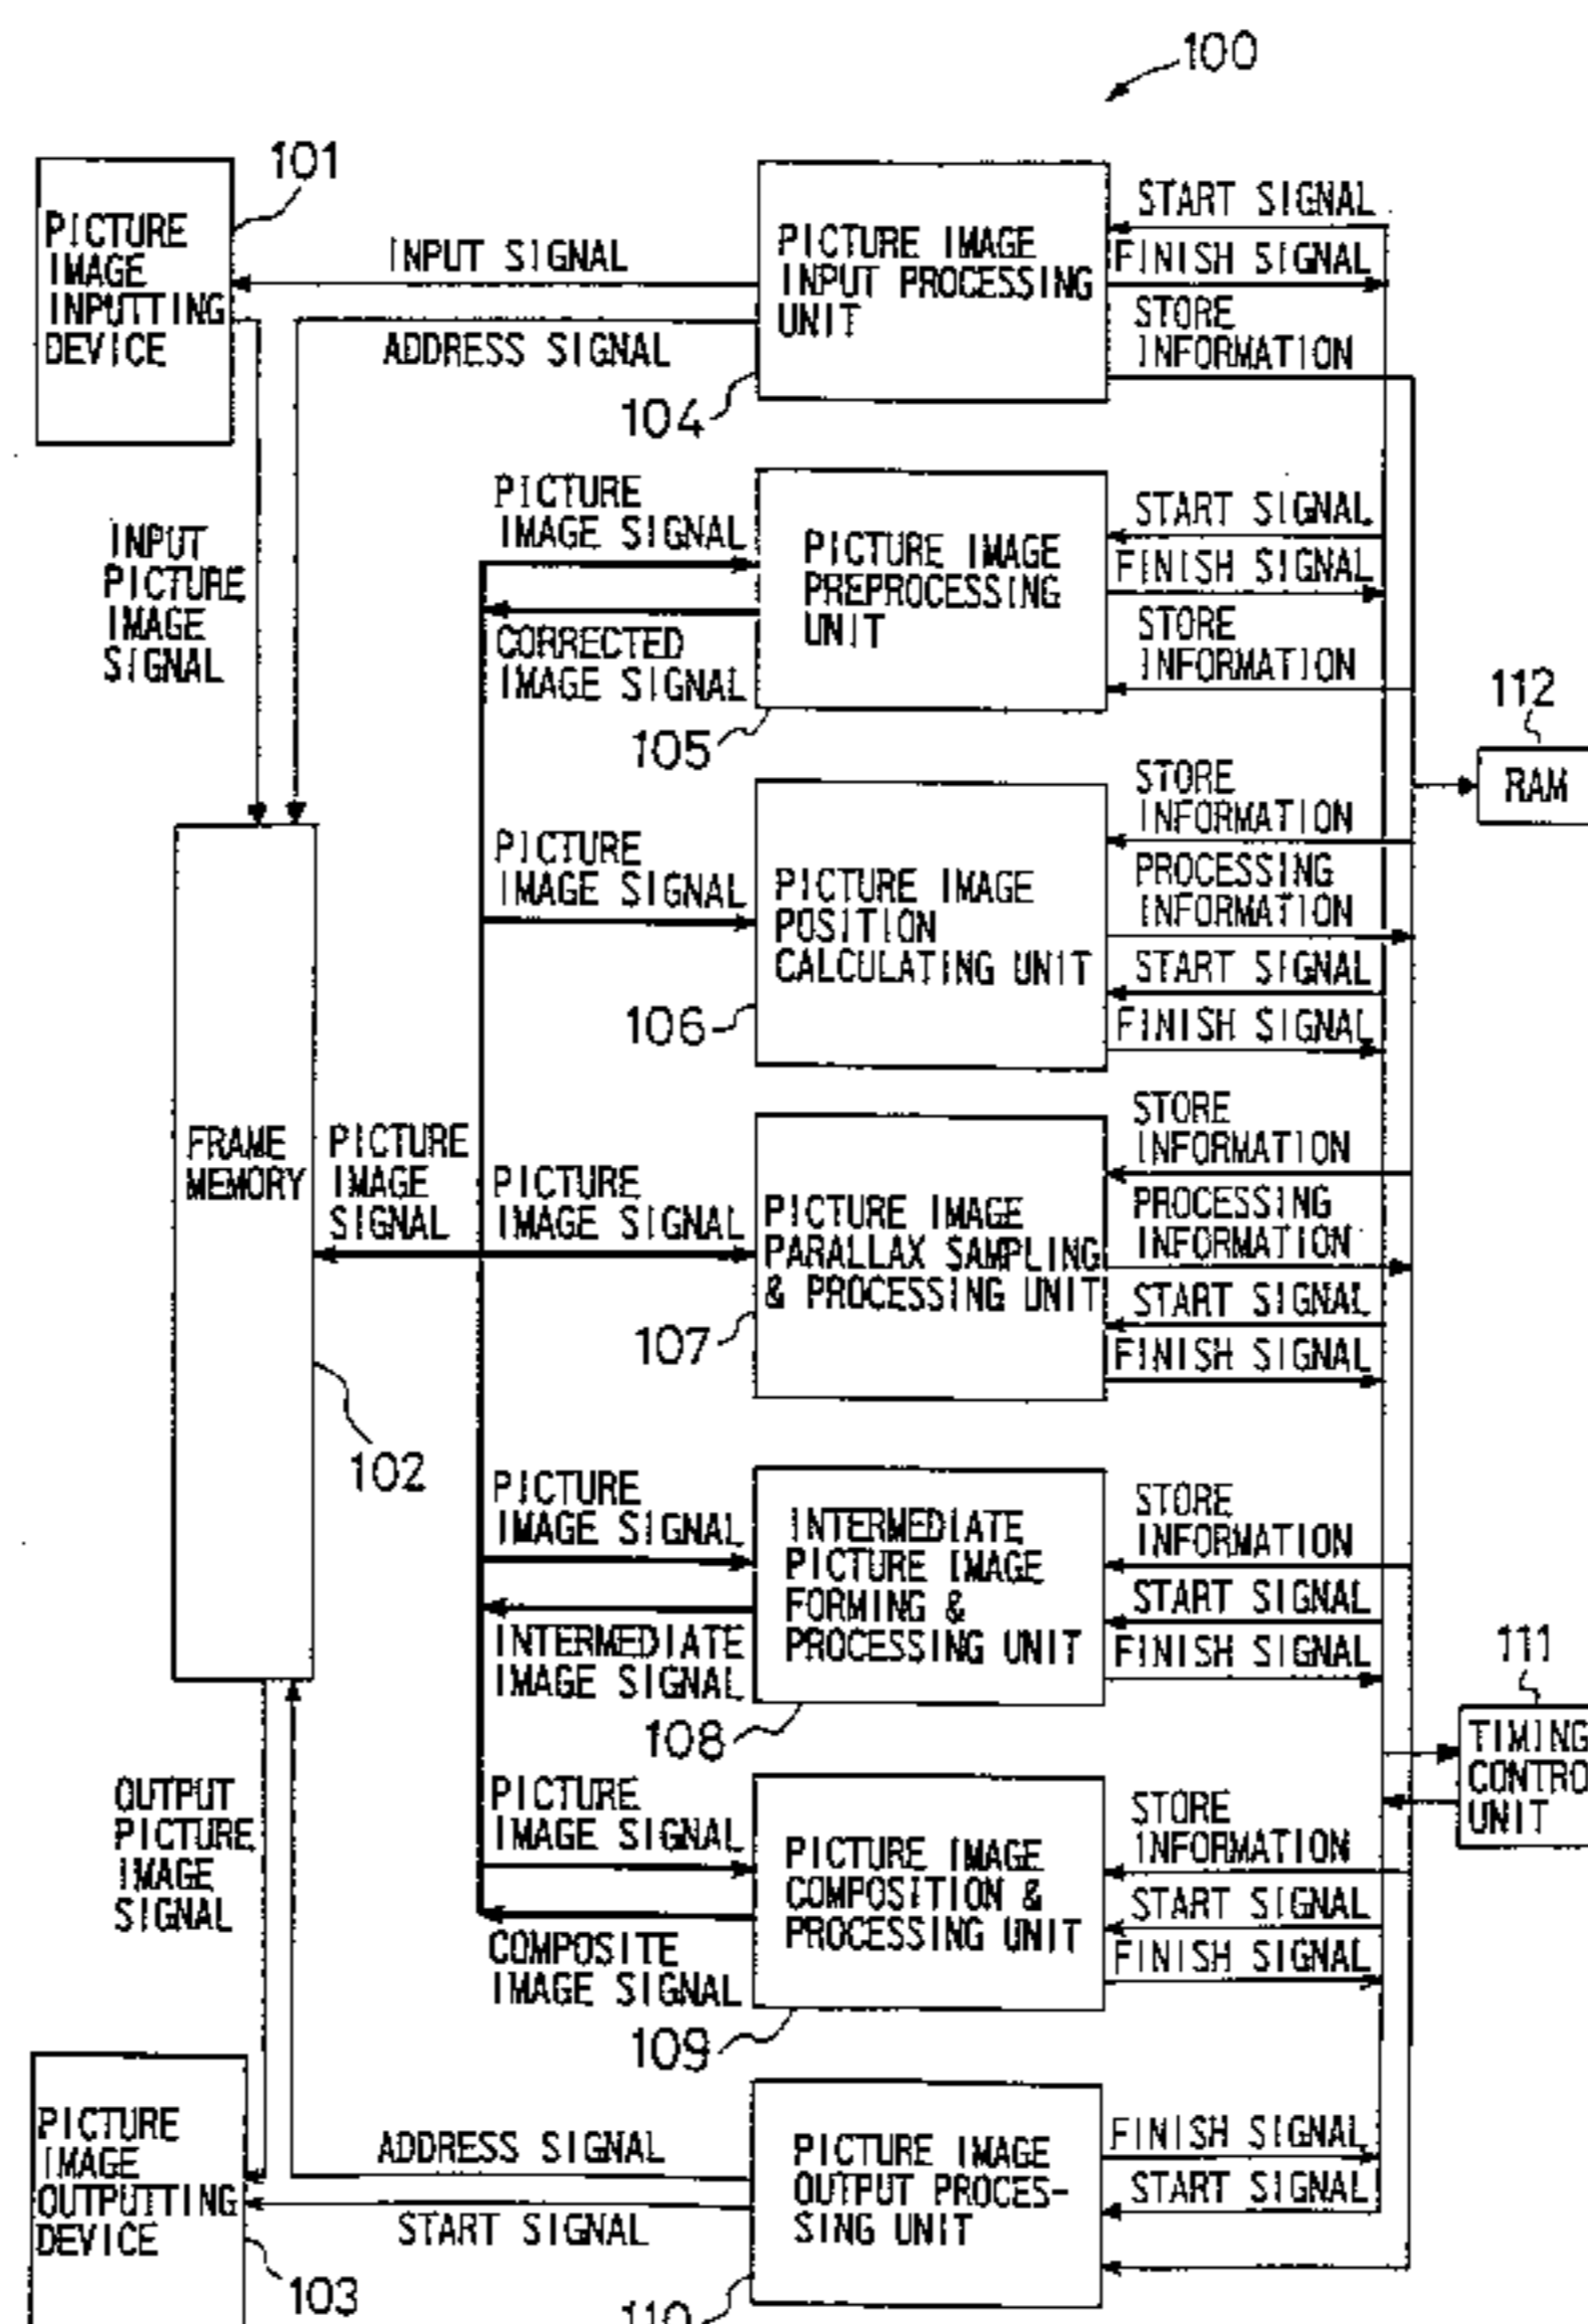 100
101
PICTURE
IMAGE
INPUTTING
DEVICE
INPUT SIGNAL
ADDRESS SIGNAL
PICTURE IMAGE
INPUT PROCESSING
UNIT
104
START SIGNAL
FINISH SIGNAL
STORE
INFORMATION
INPUT
PICTURE
IMAGE
SIGNAL
PICTURE
IMAGE SIGNAL
CORRECTED
IMAGE SIGNAL
PICTURE IMAGE
PREPROCESSING
UNIT
105
START SIGNAL
FINISH SIGNAL
STORE
INFORMATION
112
RAM
PICTURE
IMAGE SIGNAL
PICTURE IMAGE
POSITION
CALCULATING UNIT
106
STORE
INFORMATION
PROCESSING
INFORMATION
START SIGNAL
FINISH SIGNAL
FRAME
MEMORY
102
PICTURE
IMAGE
SIGNAL
PICTURE
IMAGE SIGNAL
PICTURE IMAGE
PARALLAX SAMPLING
& PROCESSING UNIT
107
STORE
INFORMATION
PROCESSING
INFORMATION
START SIGNAL
FINISH SIGNAL
PICTURE
IMAGE SIGNAL
INTERMEDIATE
IMAGE SIGNAL
INTERMEDIATE
PICTURE IMAGE
FORMING &
PROCESSING UNIT
108
STORE
INFORMATION
START SIGNAL
FINISH SIGNAL
111
TIMING
CONTRO
UNIT
OUTPUT
PICTURE
IMAGE
SIGNAL
PICTURE
IMAGE SIGNAL
COMPOSITE
IMAGE SIGNAL
PICTURE IMAGE
COMPOSITION &
PROCESSING UNIT
109
STORE
INFORMATION
START SIGNAL
FINISH SIGNAL
PICTURE
IMAGE
OUTPUTTING
DEVICE
103
ADDRESS SIGNAL
START SIGNAL
PICTURE IMAGE
OUTPUT PROCES-
SING UNIT
110
FINISH SIGNAL
START SIGNAL